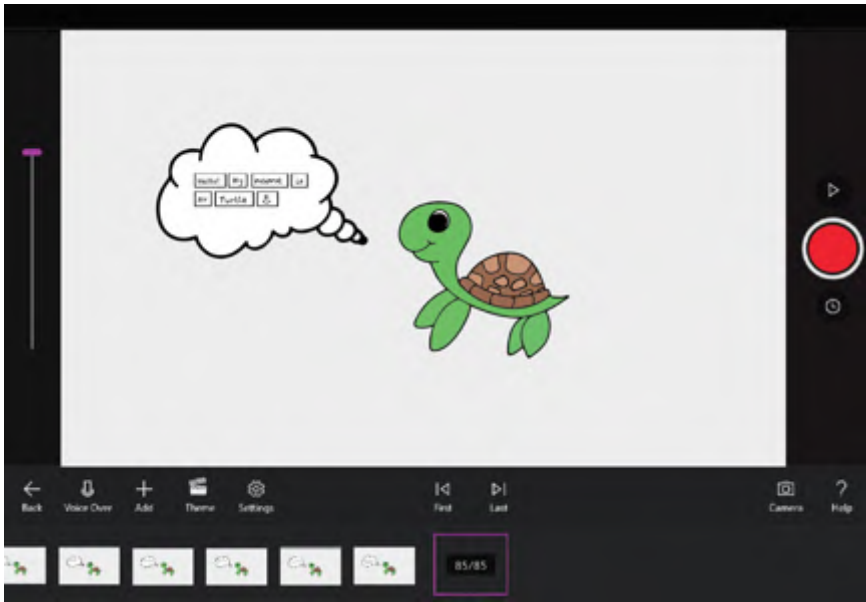 Hello! My name is
Mr Turtle &
Back
Voice Over
Add
Theme
Settings
First
Last
Camera
Help
85/85